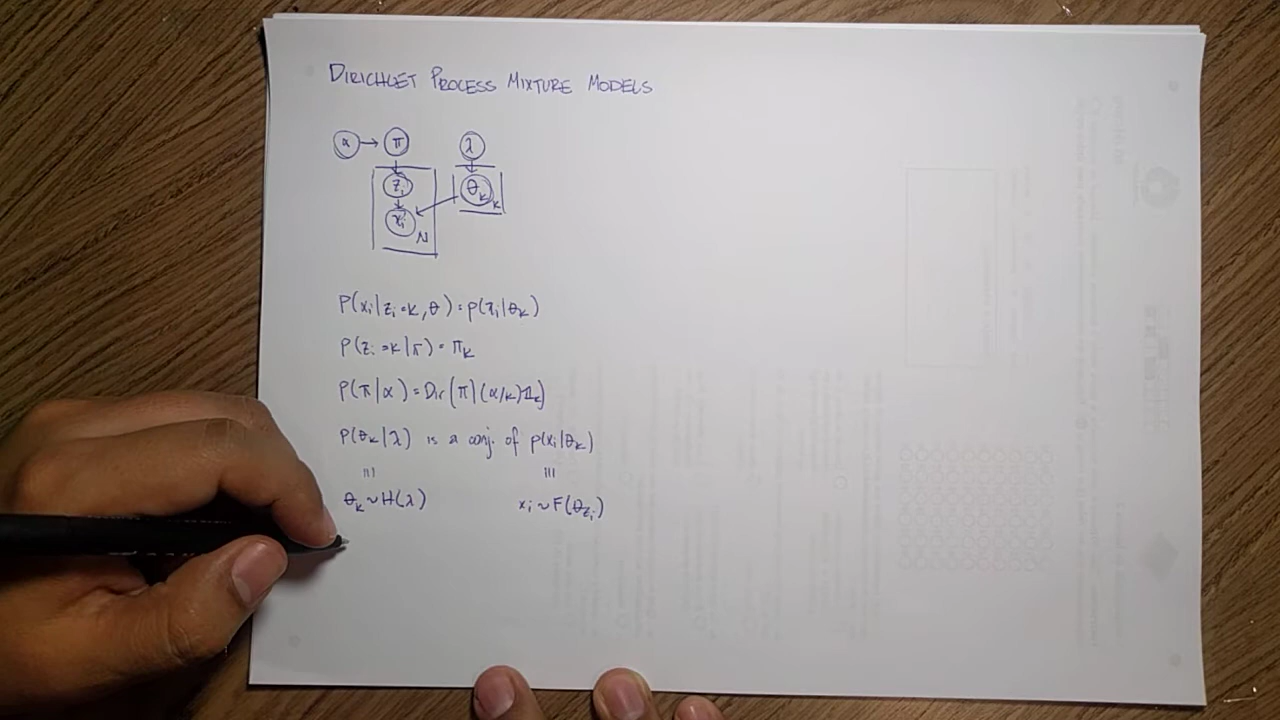 DIRICHLET PROCESS MIXTURE MODELS
α → π λ
z_i θ_k K
x_i N
P(x_i|z_i=k,θ)=p(x_i|θ_k)
P(z_i=k|π)=π_k
P(π|α)=Dir(π|(α/K)𝟙_K)
P(θ_k|λ) is a conj. of p(x_i|θ_k)
θ_k~H(λ) x_i~F(θ_{z_i})